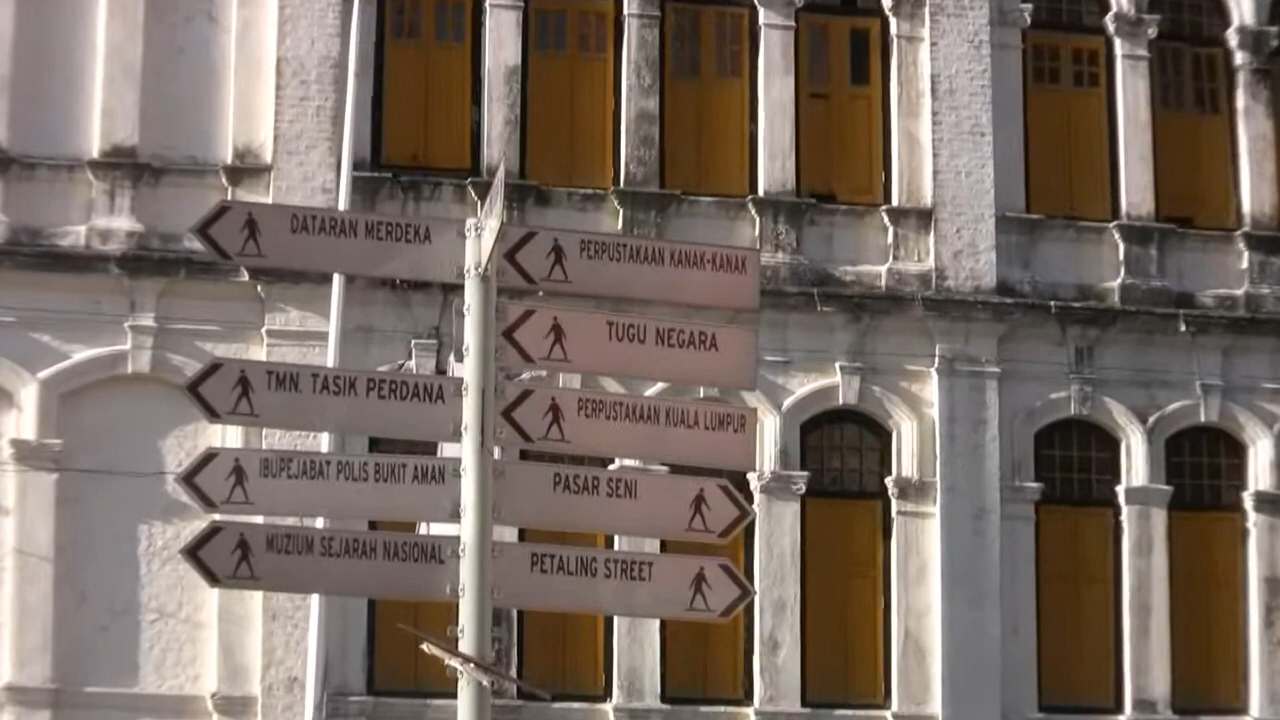 DATARAN MERDEKA
TMN. TASIK PERDANA
IBUPEJABAT POLIS BUKIT AMAN
MUZIUM SEJARAH NASIONAL
PERPUSTAKAAN KANAK-KANAK
TUGU NEGARA
PERPUSTAKAAN KUALA LUMPUR
PASAR SENI
PETALING STREET